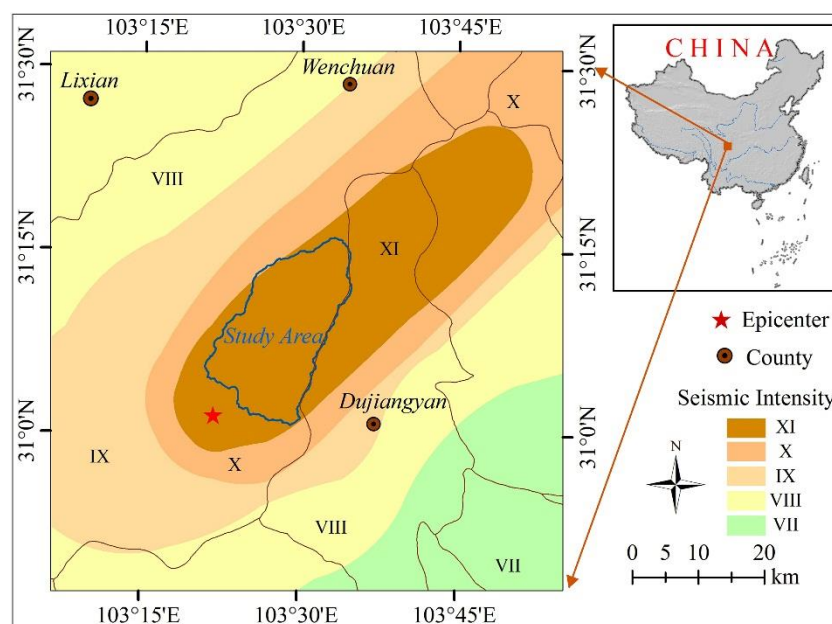 103°15'E 103°30'E 103°45'E
31°30'N
31°15'N
31°0'N
Lixian
Wenchuan
X
VIII
XI
Study Area
Dujiangyan
IX
X
VIII
VII
31°30'N
31°15'N
31°0'N
103°15'E 103°30'E 103°45'E
CHINA
Epicenter
County
Seismic Intensity
XI
X
IX
VIII
VII
N
0 5 10 20
km